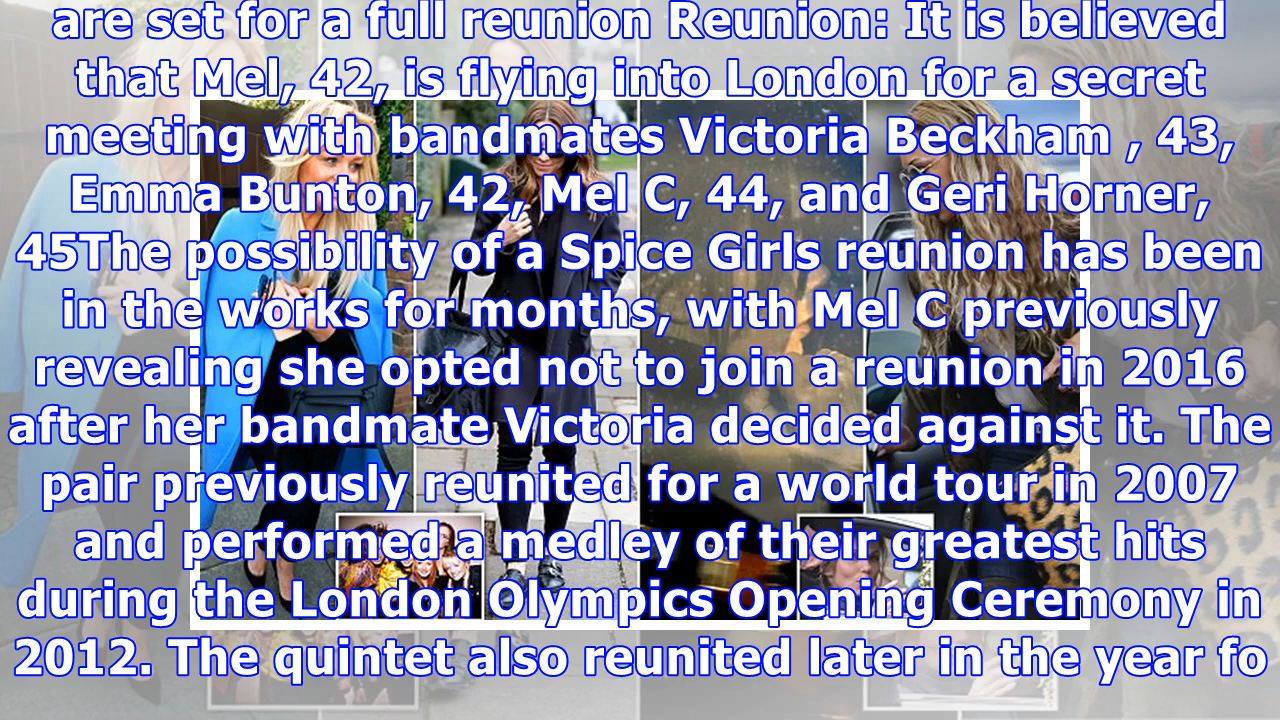 are set for a full reunion Reunion: It is believed
that Mel, 42, is flying into London for a secret
meeting with bandmates Victoria Beckham , 43,
Emma Bunton, 42, Mel C, 44, and Geri Horner,
45The possibility of a Spice Girls reunion has been
in the works for months, with Mel C previously
revealing she opted not to join a reunion in 2016
after her bandmate Victoria decided against it. The
pair previously reunited for a world tour in 2007
and performed a medley of their greatest hits
during the London Olympics Opening Ceremony in
2012. The quintet also reunited later in the year fo